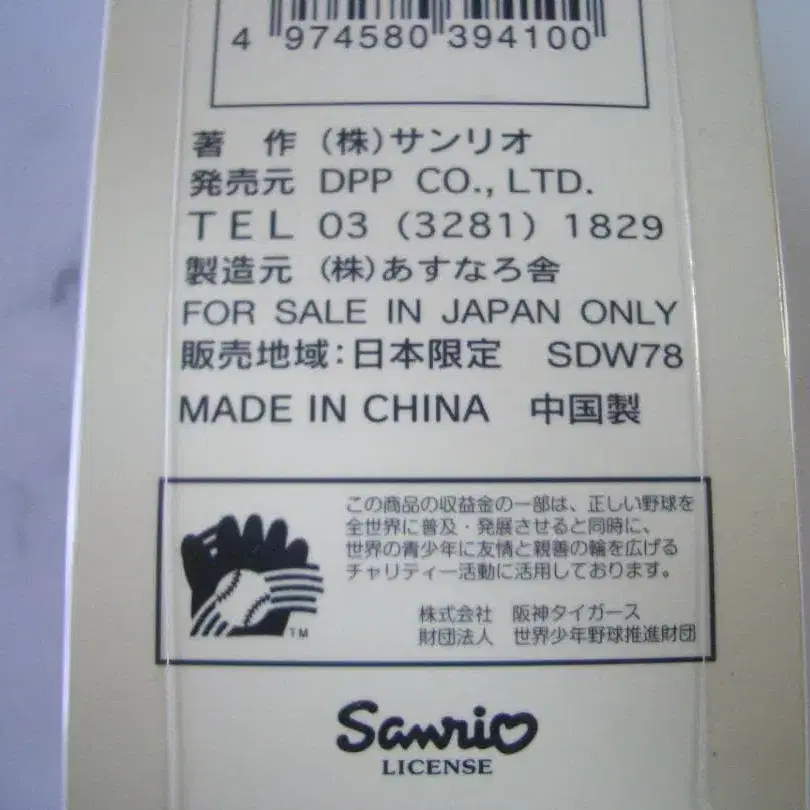 4 974580 394100
著 作 (株)サンリオ
発売元 DPP CO., LTD.
TEL 03 (3281) 1829
製造元 (株)あすなろ舎
FOR SALE IN JAPAN ONLY
販売地域:日本限定 SDW78
MADE IN CHINA 中国製
この商品の収益金の一部は、正しい野球を
全世界に普及・発展させると同時に、
世界の青少年に友情と親善の輪を広げる
チャリティー活動に活用しております。
株式会社 阪神タイガース
財団法人 世界少年野球推進財団
TM
Sanrio
LICENSE